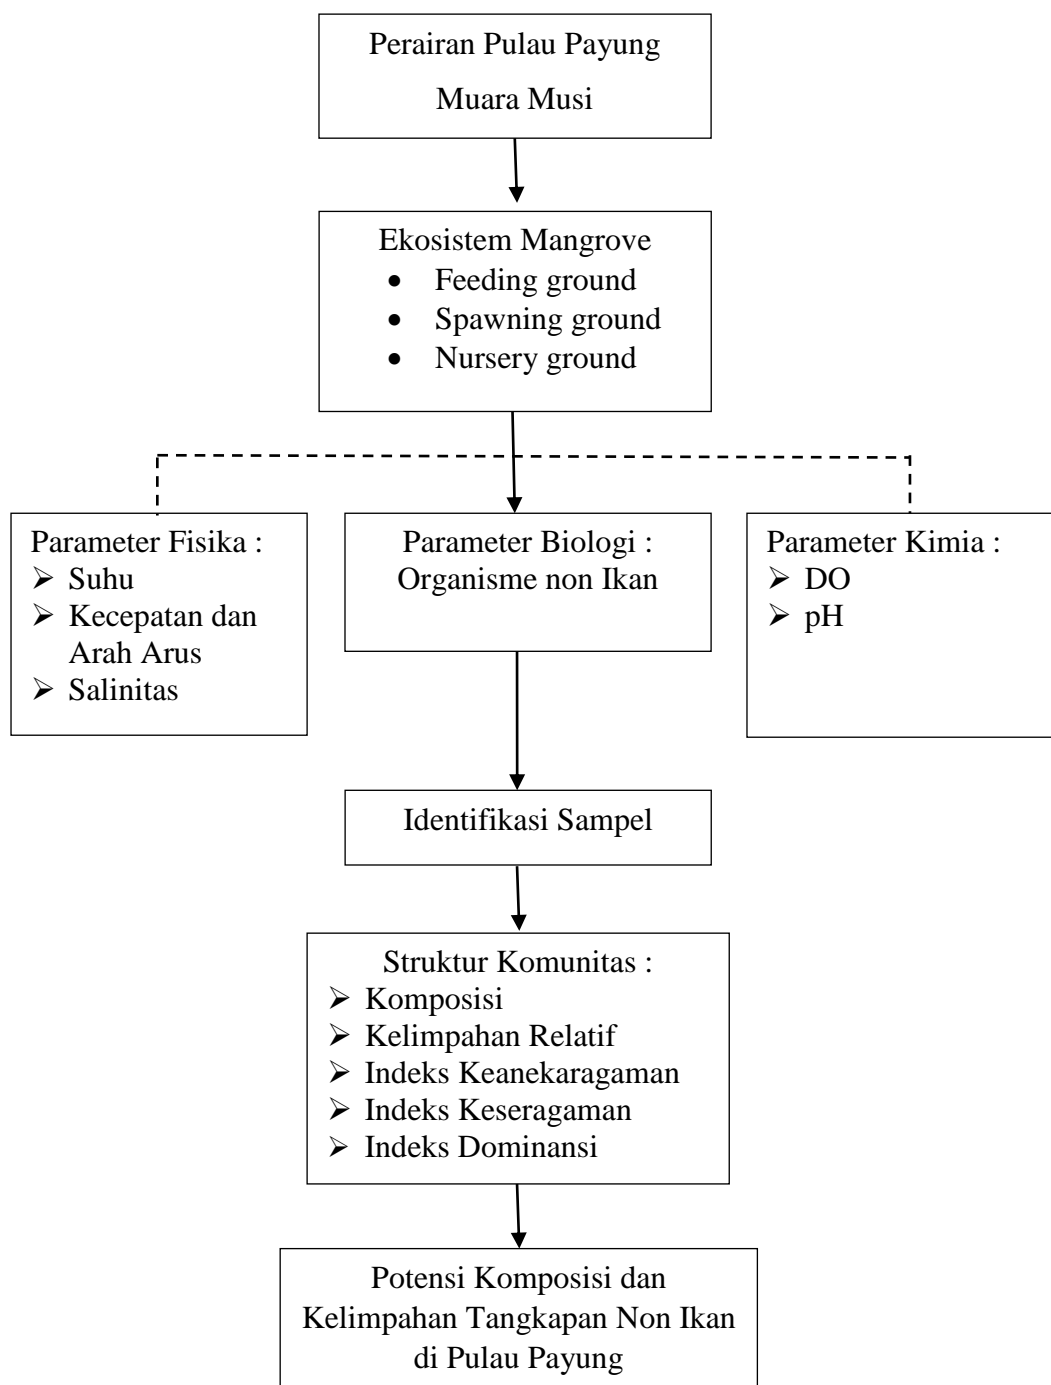 Perairan Pulau Payung
Muara Musi
Ekosistem Mangrove
• Feeding ground
• Spawning ground
• Nursery ground
Parameter Fisika :
➢ Suhu
➢ Kecepatan dan
Arah Arus
➢ Salinitas
Parameter Biologi :
Organisme non Ikan
Parameter Kimia :
➢ DO
➢ pH
Identifikasi Sampel
Struktur Komunitas :
➢ Komposisi
➢ Kelimpahan Relatif
➢ Indeks Keanekaragaman
➢ Indeks Keseragaman
➢ Indeks Dominansi
Potensi Komposisi dan
Kelimpahan Tangkapan Non Ikan
di Pulau Payung